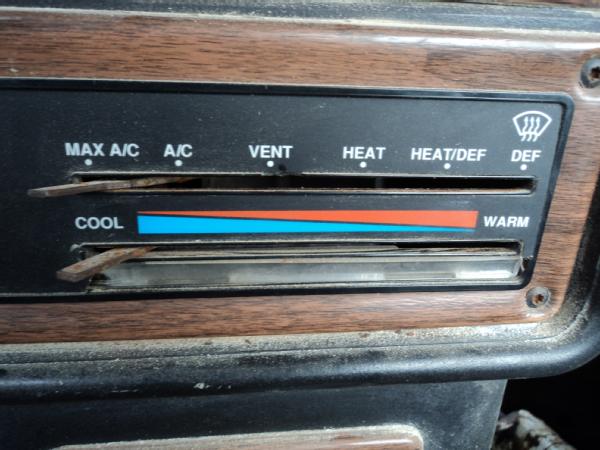 MAX A/C A/C VENT HEAT HEAT/DEF DEF
COOL WARM